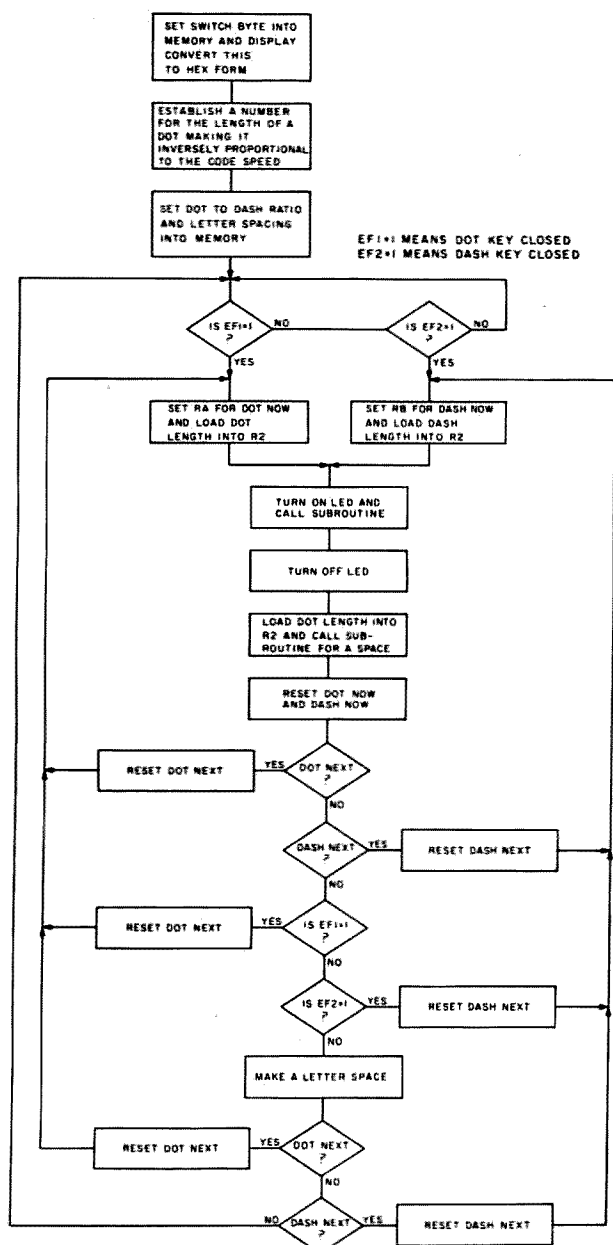 SET SWITCH BYTE INTO
MEMORY AND DISPLAY
CONVERT THIS
TO HEX FORM
ESTABLISH A NUMBER
FOR THE LENGTH OF A
DOT MAKING IT
INVERSELY PROPORTIONAL
TO THE CODE SPEED
SET DOT TO DASH RATIO
AND LETTER SPACING
INTO MEMORY
EF1=1 MEANS DOT KEY CLOSED
EF2=1 MEANS DASH KEY CLOSED
IS EF1=1
?
NO
YES
IS EF2=1
?
NO
YES
SET RA FOR DOT NOW
AND LOAD DOT
LENGTH INTO R2
SET RB FOR DASH NOW
AND LOAD DASH
LENGTH INTO R2
TURN ON LED AND
CALL SUBROUTINE
TURN OFF LED
LOAD DOT LENGTH INTO
R2 AND CALL SUB-
ROUTINE FOR A SPACE
RESET DOT NOW
AND DASH NOW
RESET DOT NEXT
YES
DOT NEXT
?
NO
DASH NEXT
?
YES
RESET DASH NEXT
NO
RESET DOT NEXT
YES
IS EF1=1
?
NO
IS EF2=1
?
YES
RESET DASH NEXT
NO
MAKE A LETTER SPACE
RESET DOT NEXT
YES
DOT NEXT
?
NO
NO
DASH NEXT
?
YES
RESET DASH NEXT